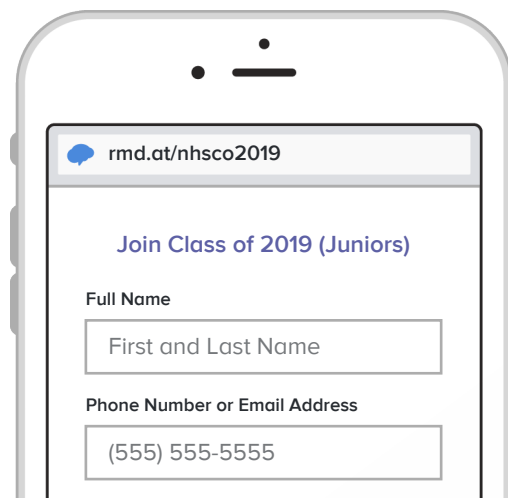 rmd.at/nhsco2019
Join Class of 2019 (Juniors)
Full Name
First and Last Name
Phone Number or Email Address
(555) 555-5555